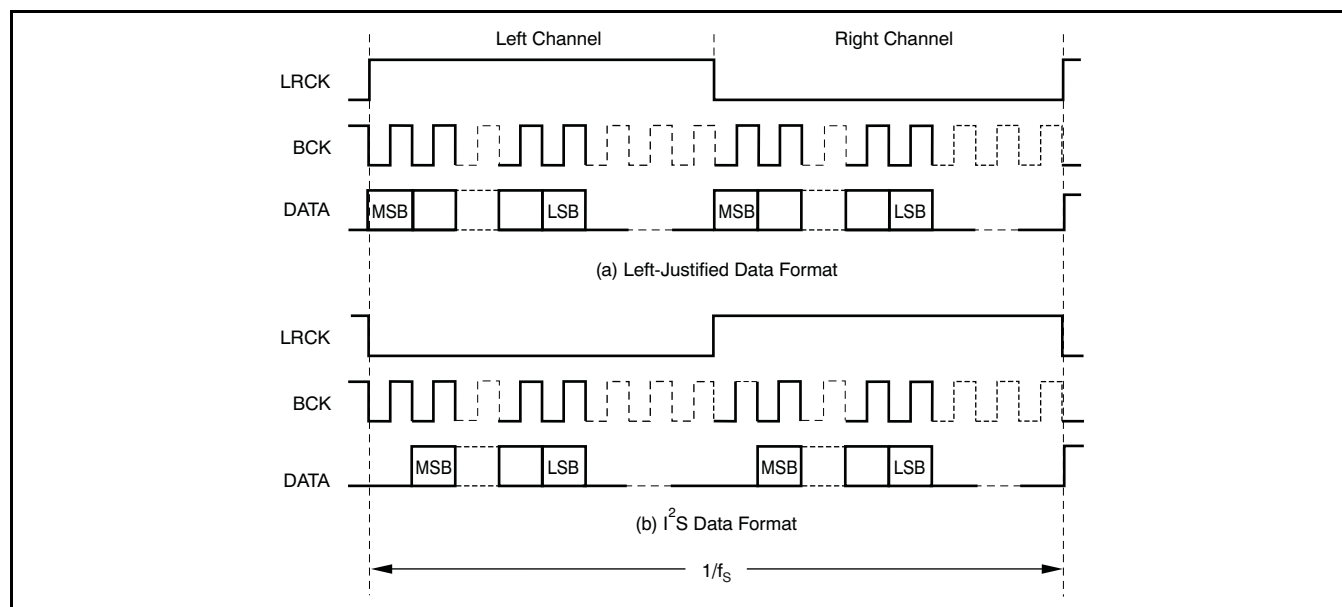 Left Channel Right Channel
LRCK
BCK
DATA MSB LSB MSB LSB
(a) Left-Justified Data Format
LRCK
BCK
DATA MSB LSB MSB LSB
(b) I²S Data Format
1/fS